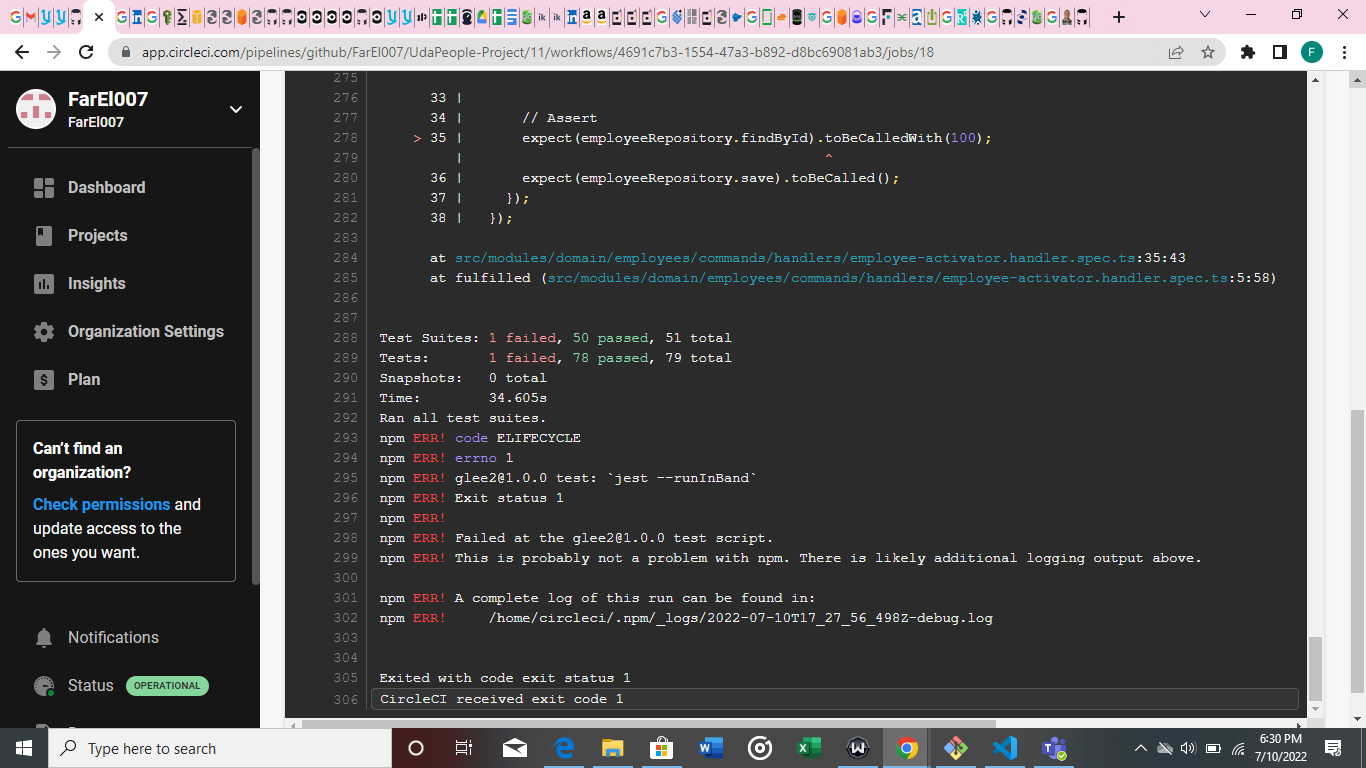 app.circleci.com/pipelines/github/FarEl007/UdaPeople-Project/11/workflows/4691c7b3-1554-47a3-b892-d8bc69081ab3/jobs/18
F
FarEl007
FarEl007
Dashboard
Projects
Insights
Organization Settings
Plan
Can't find an
organization?
Check permissions and
update access to the
ones you want.
Notifications
Status OPERATIONAL
275
276 33 |
277 34 | // Assert
278 > 35 | expect(employeeRepository.findById).toBeCalledWith(100);
279 | ^
280 36 | expect(employeeRepository.save).toBeCalled();
281 37 | });
282 38 | });
283
284 at src/modules/domain/employees/commands/handlers/employee-activator.handler.spec.ts:35:43
285 at fulfilled (src/modules/domain/employees/commands/handlers/employee-activator.handler.spec.ts:5:58)
286
287
288 Test Suites: 1 failed, 50 passed, 51 total
289 Tests: 1 failed, 78 passed, 79 total
290 Snapshots: 0 total
291 Time: 34.605s
292 Ran all test suites.
293 npm ERR! code ELIFECYCLE
294 npm ERR! errno 1
295 npm ERR! glee2@1.0.0 test: `jest --runInBand`
296 npm ERR! Exit status 1
297 npm ERR!
298 npm ERR! Failed at the glee2@1.0.0 test script.
299 npm ERR! This is probably not a problem with npm. There is likely additional logging output above.
300
301 npm ERR! A complete log of this run can be found in:
302 npm ERR! /home/circleci/.npm/_logs/2022-07-10T17_27_56_498Z-debug.log
303
304
305 Exited with code exit status 1
306 CircleCI received exit code 1
Type here to search
6:30 PM
7/10/2022